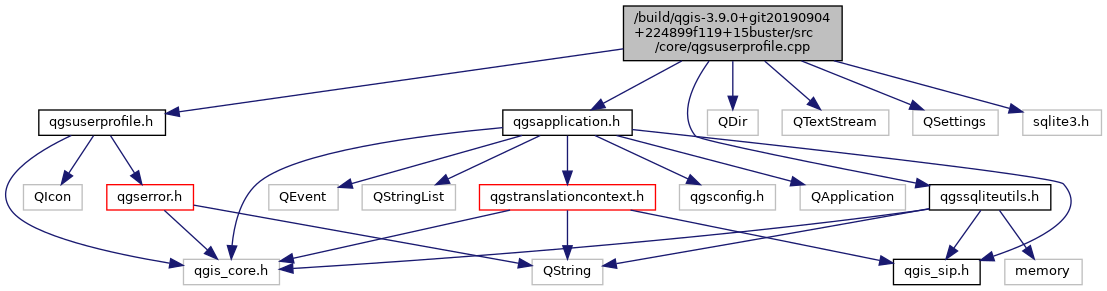 /build/qgis-3.9.0+git20190904
+224899f119+15buster/src
/core/qgsuserprofile.cpp
qgsuserprofile.h
qgsapplication.h
QDir
QTextStream
QSettings
sqlite3.h
QIcon
qgserror.h
QEvent
QStringList
qgstranslationcontext.h
qgsconfig.h
QApplication
qgssqliteutils.h
qgis_core.h
QString
qgis_sip.h
memory